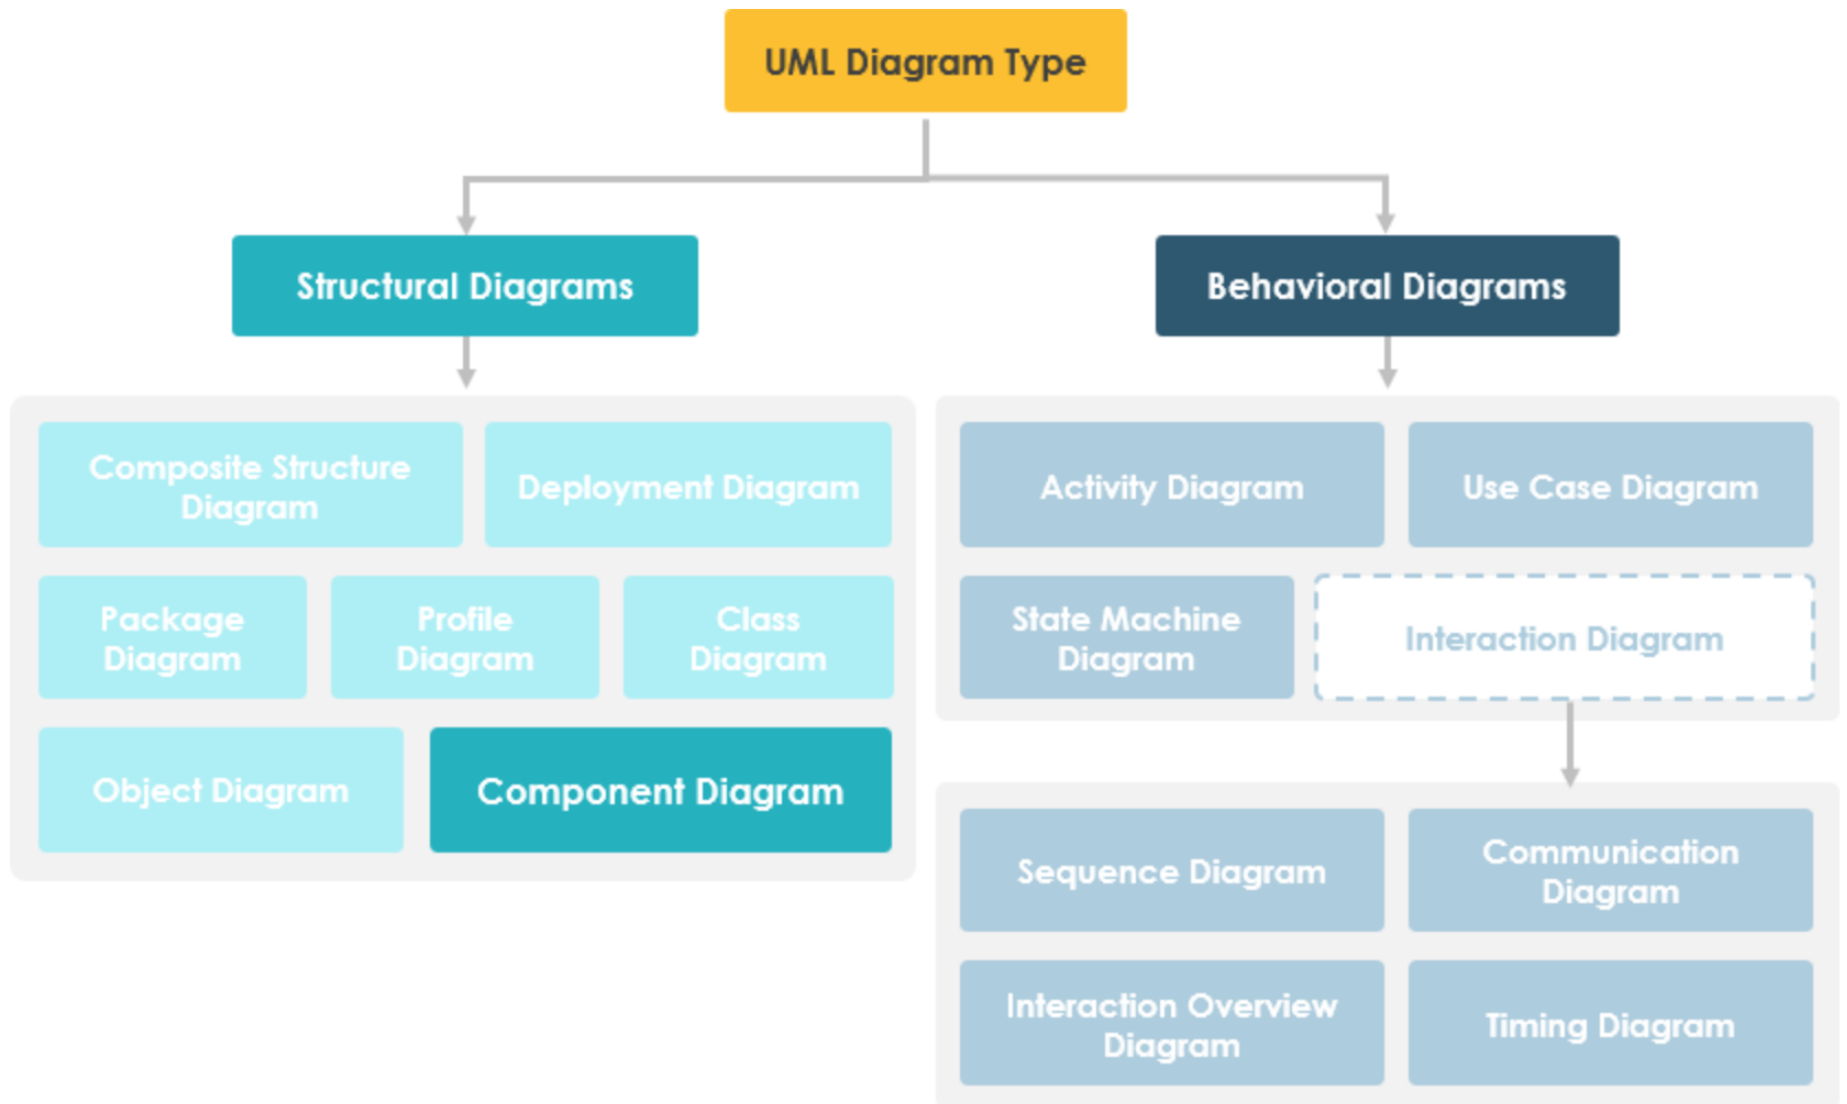 UML Diagram Type
Structural Diagrams
Behavioral Diagrams
Composite Structure
Diagram
Deployment Diagram
Package
Diagram
Profile
Diagram
Class
Diagram
Object Diagram
Component Diagram
Activity Diagram
Use Case Diagram
State Machine
Diagram
Interaction Diagram
Sequence Diagram
Communication
Diagram
Interaction Overview
Diagram
Timing Diagram